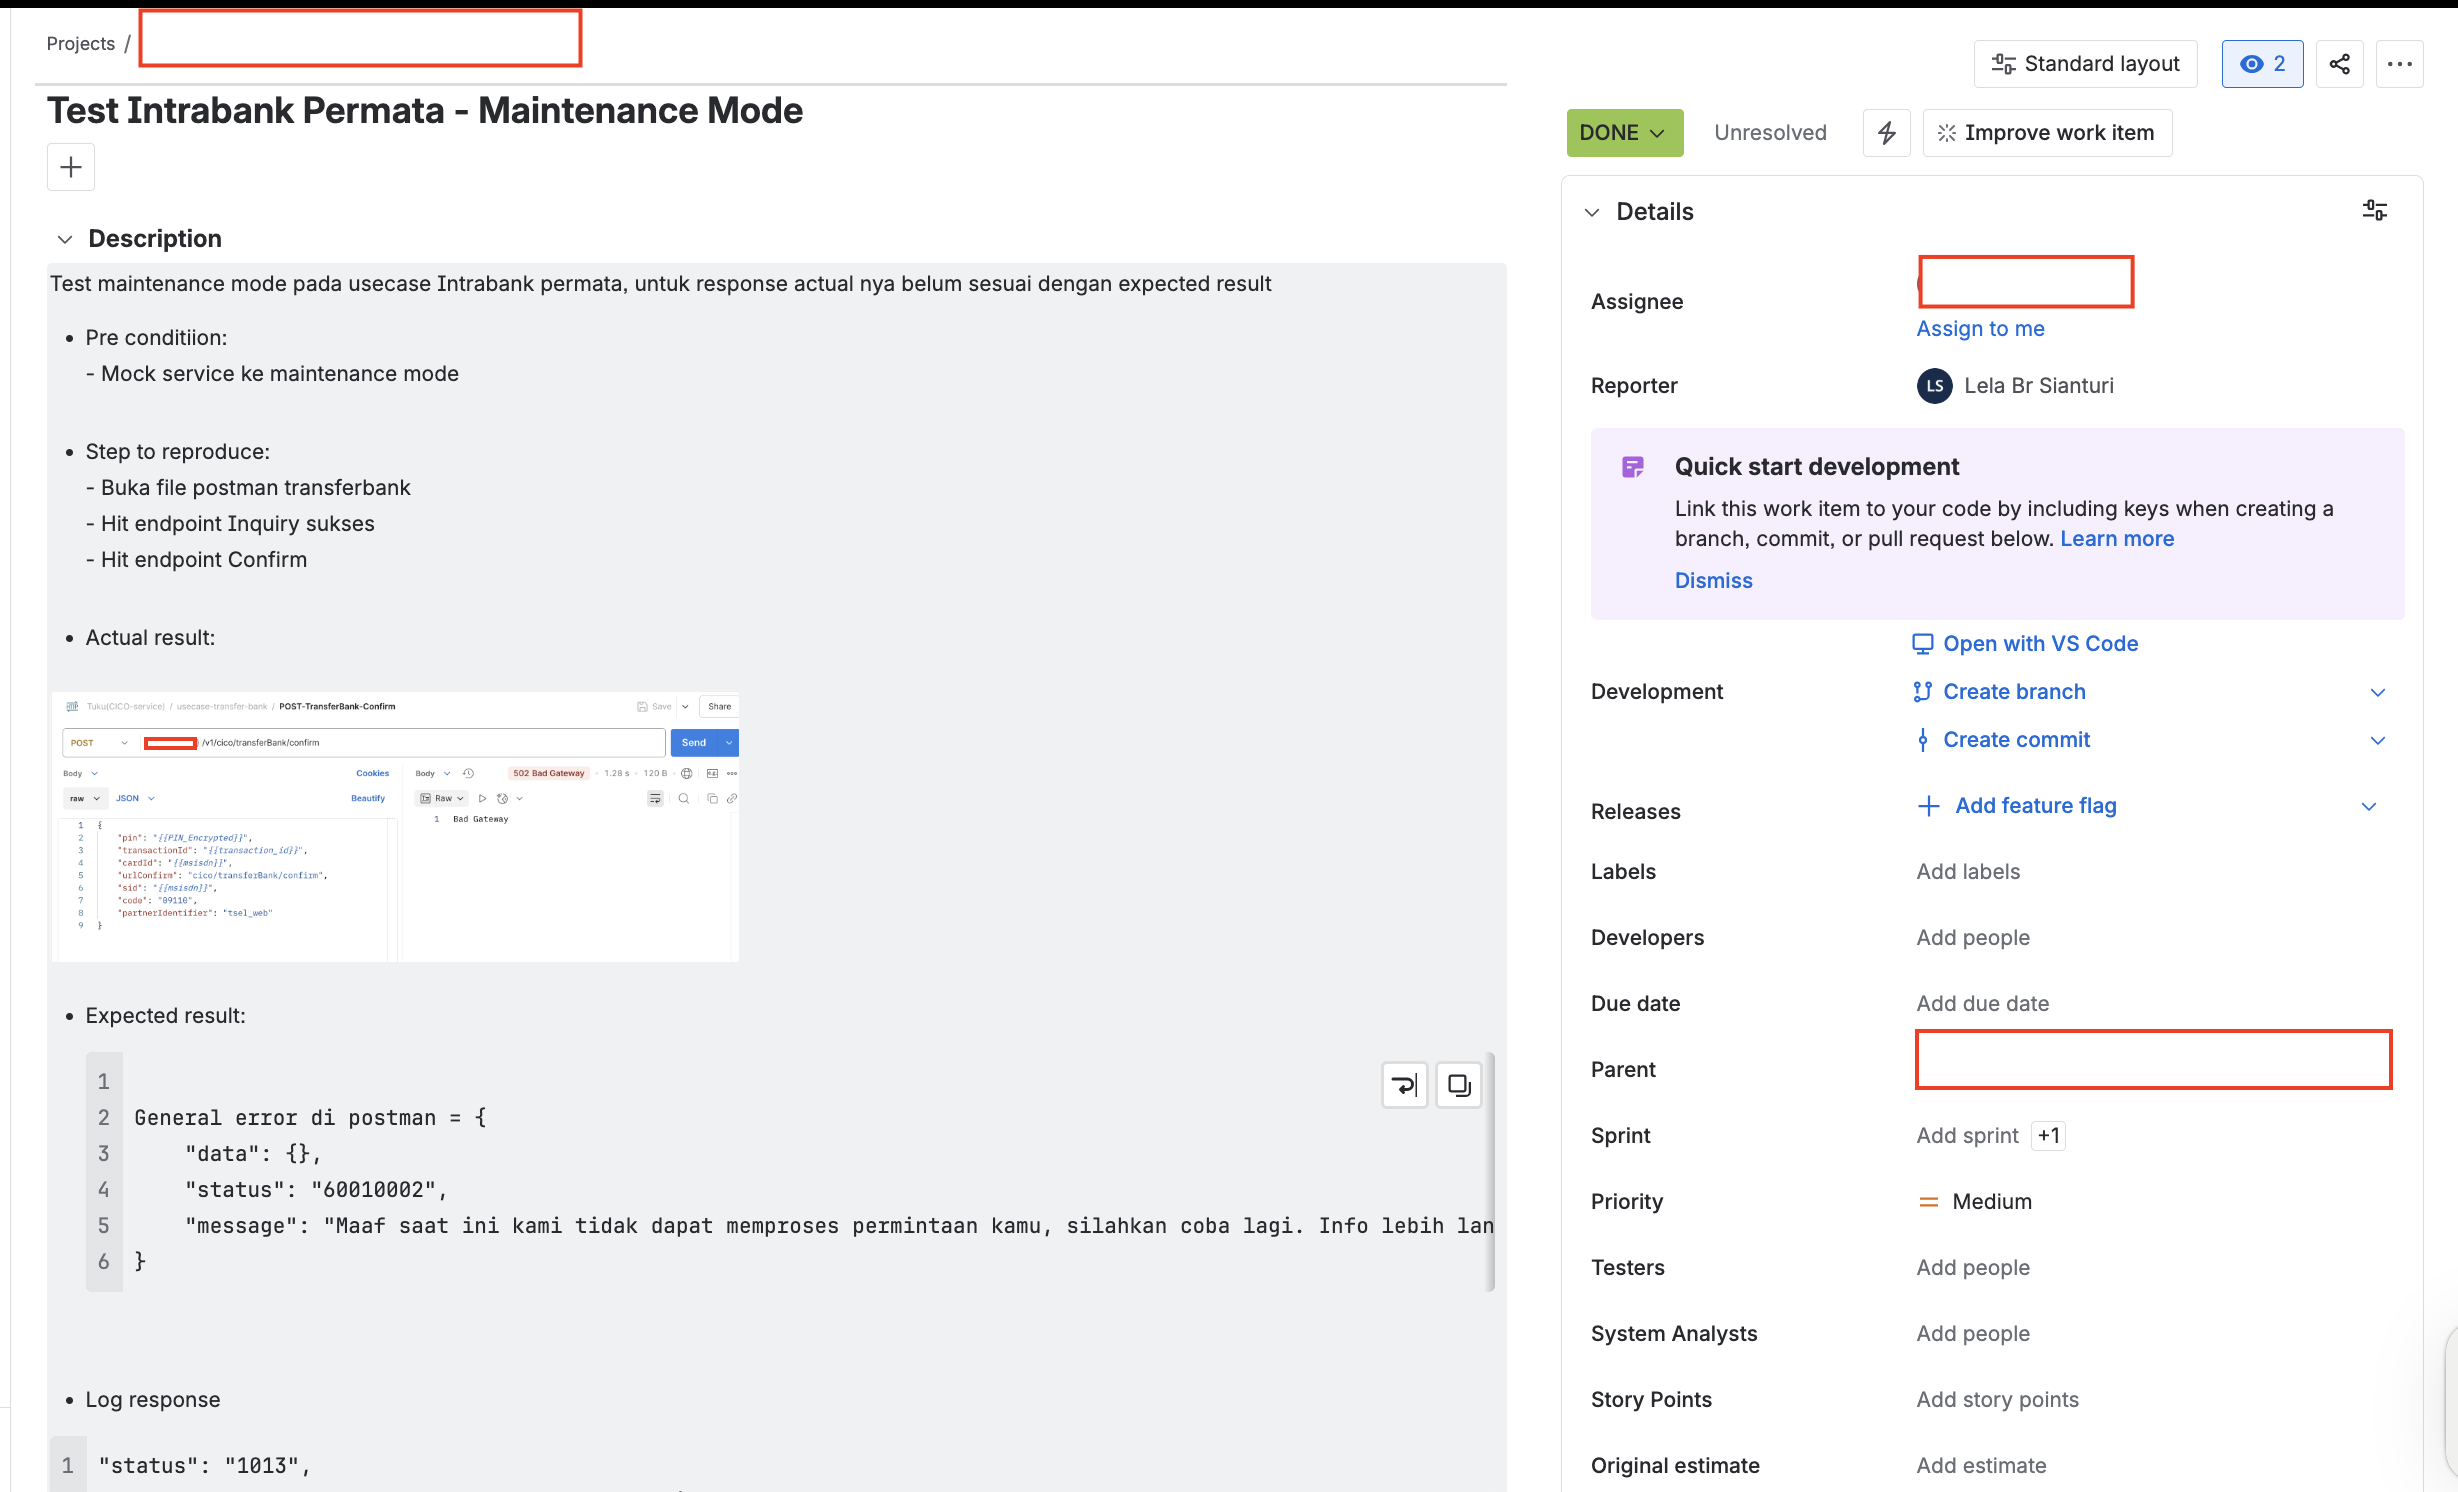 Projects /
Standard layout
2
Test Intrabank Permata - Maintenance Mode
DONE
Unresolved
Improve work item
Description
Test maintenance mode pada usecase Intrabank permata, untuk response actual nya belum sesuai dengan expected result
• Pre condition:
- Mock service ke maintenance mode
• Step to reproduce:
- Buka file postman transferbank
- Hit endpoint Inquiry sukses
- Hit endpoint Confirm
• Actual result:
Tuku(CICO-service) / usecase-transfer-bank / POST-TransferBank-Confirm
Save
Share
POST
/v1/cico/transferBank/confirm
Send
Body
Cookies
Body
502 Bad Gateway • 1.28 s • 120 B
raw
JSON
Beautify
Raw
1 {
2 "pin": "{{PIN_Encrypted}}",
3 "transactionId": "{{transaction_id}}",
4 "cardId": "{{msisdn}}",
5 "urlConfirm": "cico/transferBank/confirm",
6 "sid": "{{msisdn}}",
7 "code": "09110",
8 "partnerIdentifier": "tsel_web"
9 }
1 Bad Gateway
• Expected result:
1
2 General error di postman = {
3 "data": {},
4 "status": "60010002",
5 "message": "Maaf saat ini kami tidak dapat memproses permintaan kamu, silahkan coba lagi. Info lebih lan
6 }
• Log response
1 "status": "1013",
Details
Assignee
Assign to me
Reporter
LS
Lela Br Sianturi
Quick start development
Link this work item to your code by including keys when creating a
branch, commit, or pull request below. Learn more
Dismiss
Open with VS Code
Development
Create branch
Create commit
Releases
Add feature flag
Labels
Add labels
Developers
Add people
Due date
Add due date
Parent
Sprint
Add sprint +1
Priority
Medium
Testers
Add people
System Analysts
Add people
Story Points
Add story points
Original estimate
Add estimate